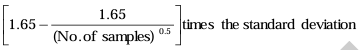 [1.65 − 1.65 / (No. of samples)^0.5] times the standard deviation